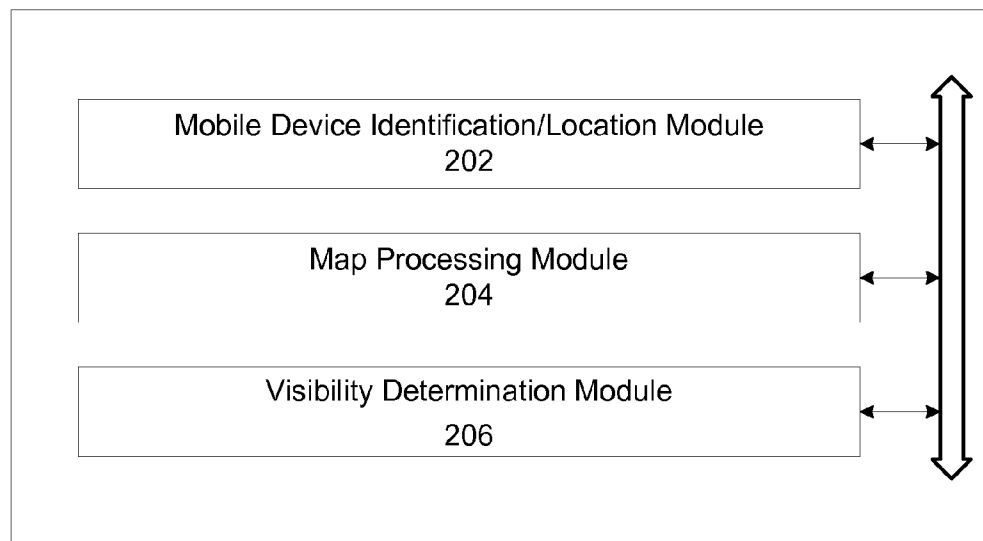 Mobile Device Identification/Location Module
202
Map Processing Module
204
Visibility Determination Module
206